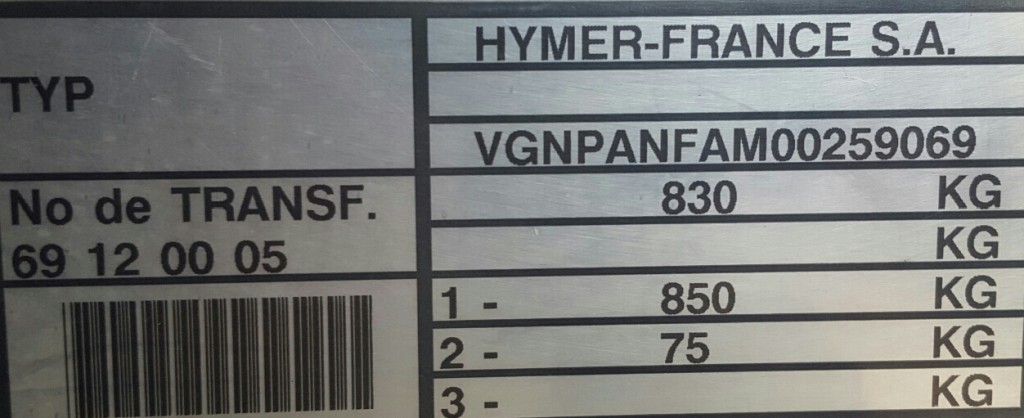 HYMER-FRANCE S.A.
TYP
VGNPANFAM00259069
No de TRANSF.
69 12 00 05
830 KG
KG
1 - 850 KG
2 - 75 KG
3 - KG